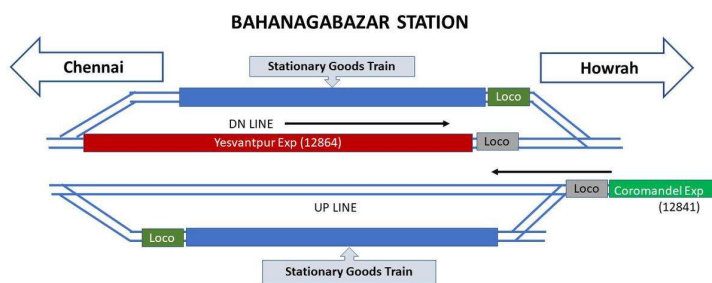 BAHANAGABAZAR STATION
Chennai
Stationary Goods Train
Howrah
Loco
DN LINE
Yesvantpur Exp (12864)
Loco
Loco
Coromandel Exp
(12841)
UP LINE
Loco
Stationary Goods Train